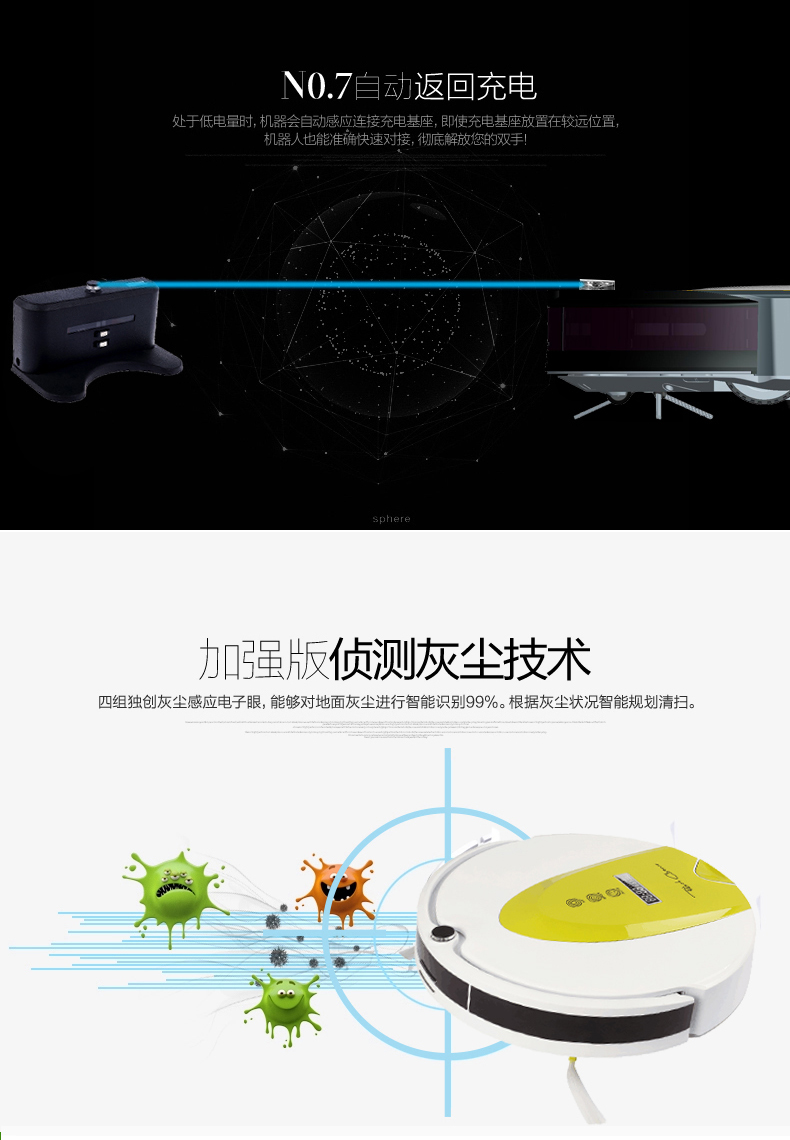 N0.7自动返回充电
处于低电量时, 机器会自动感应连接充电基座, 即使充电基座放置在较远位置,
机器人也能准确快速对接, 彻底解放您的双手!
sphere
加强版侦测灰尘技术
四组独创灰尘感应电子眼, 能够对地面灰尘进行智能识别99%。根据灰尘状况智能规划清扫。